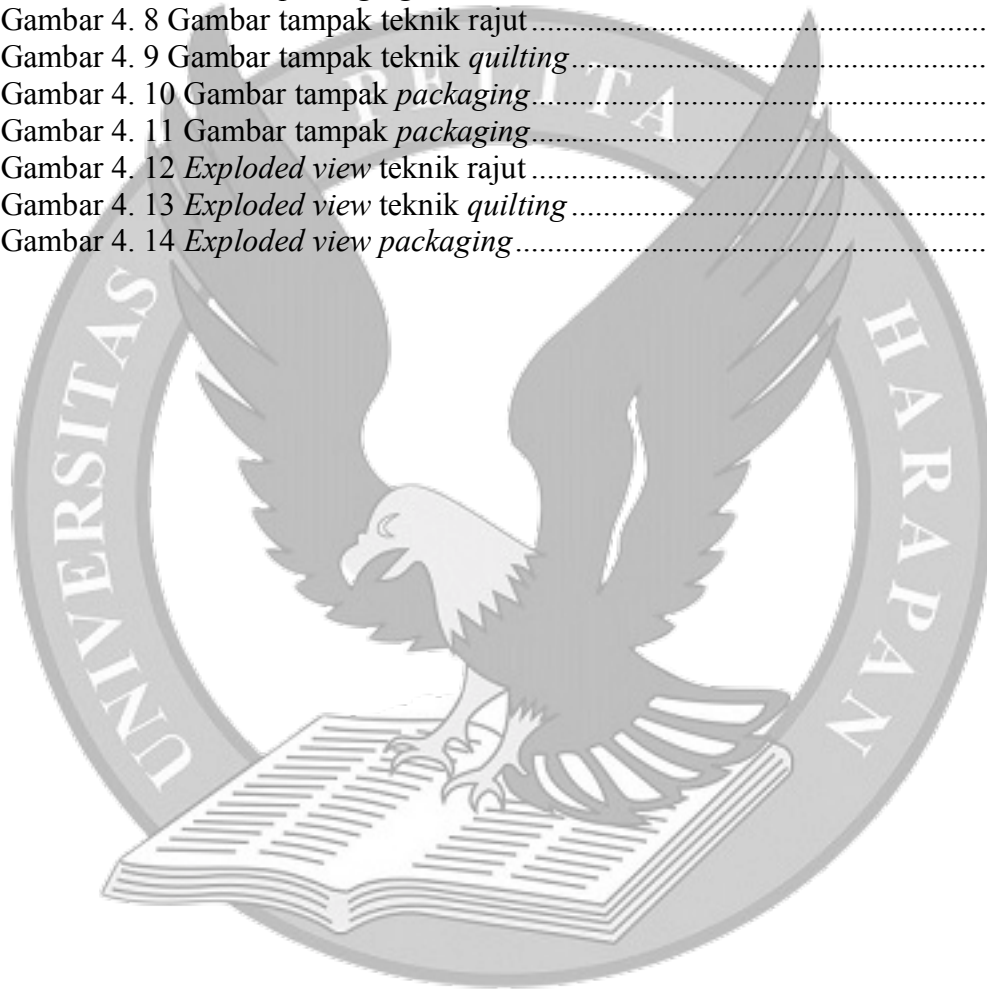 Gambar 4. 8 Gambar tampak teknik rajut
Gambar 4. 9 Gambar tampak teknik quilting
Gambar 4. 10 Gambar tampak packaging
Gambar 4. 11 Gambar tampak packaging
Gambar 4. 12 Exploded view teknik rajut
Gambar 4. 13 Exploded view teknik quilting
Gambar 4. 14 Exploded view packaging
UNIVERSITAS PELITA HARAPAN